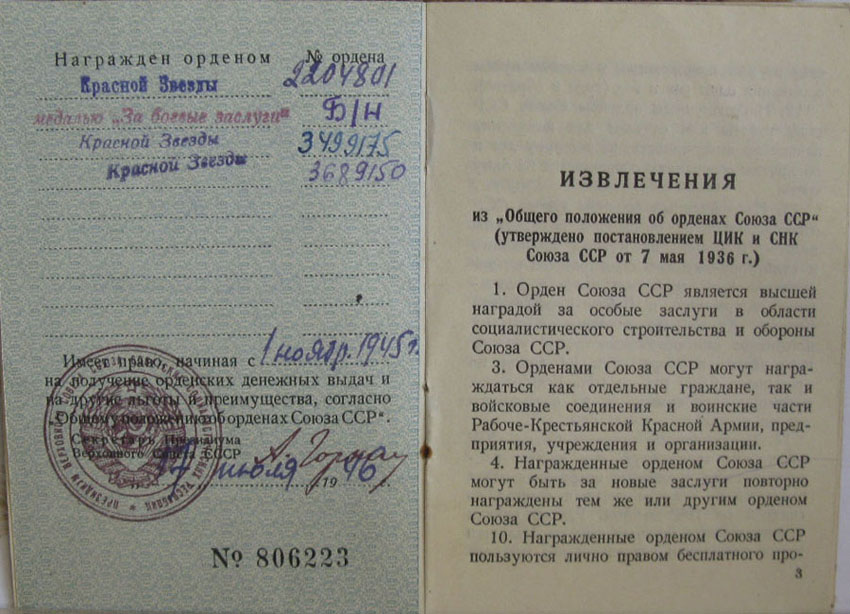 Награжден орденом № ордена
Красной Звезды 2204801
медалью „За боевые заслуги" Б/Н
Красной Звезды 3499175
Красной Звезды 3689150
Имеет право, начиная с 1 ноябр. 1945 г.
на получение орденских денежных выдач и
на другие льготы и преимущества, согласно
„Общему положению об орденах Союза ССР".
Секретарь Президиума
Верховного Совета СССР
июля 1946
№ 806223
ИЗВЛЕЧЕНИЯ
из „Общего положения об орденах Союза ССР"
(утверждено постановлением ЦИК и СНК
Союза ССР от 7 мая 1936 г.)
1. Орден Союза ССР является высшей
наградой за особые заслуги в области
социалистического строительства и обороны
Союза ССР.
3. Орденами Союза ССР могут награ-
ждаться как отдельные граждане, так и
войсковые соединения и воинские части
Рабоче-Крестьянской Красной Армии, пред-
приятия, учреждения и организации.
4. Награжденные орденом Союза ССР
могут быть за новые заслуги повторно
награждены тем же или другим орденом
Союза ССР.
10. Награжденные орденом Союза ССР
пользуются лично правом бесплатного про-
3